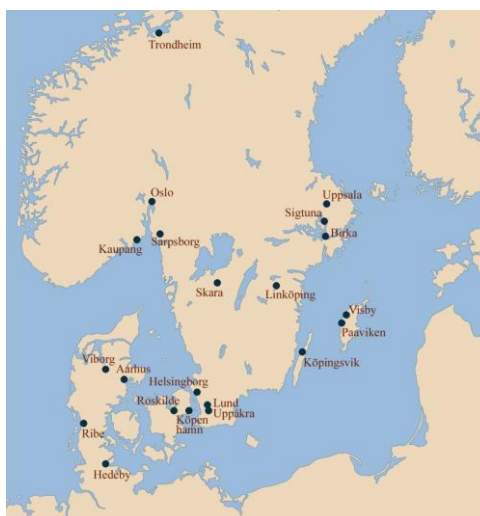 Trondheim
Oslo
Uppsala
Sigtuna
Kaupang
Sarpsborg
Birka
Skara
Linköping
Visby
Paaviken
Köpingsvik
Viborg
Aarhus
Helsingborg
Roskilde
Lund
Uppåkra
Köpen
hamn
Ribe
Hedeby